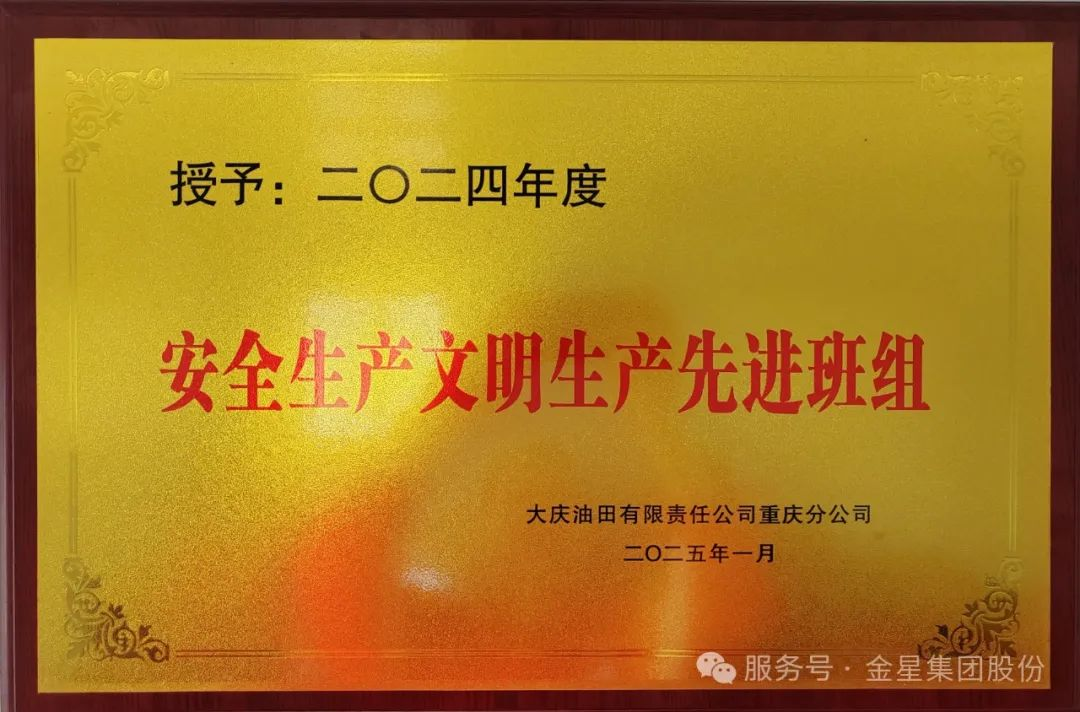 授予：二〇二四年度
安全生产文明生产先进班组
大庆油田有限责任公司重庆分公司
二〇二五年一月
服务号·金星集团股份